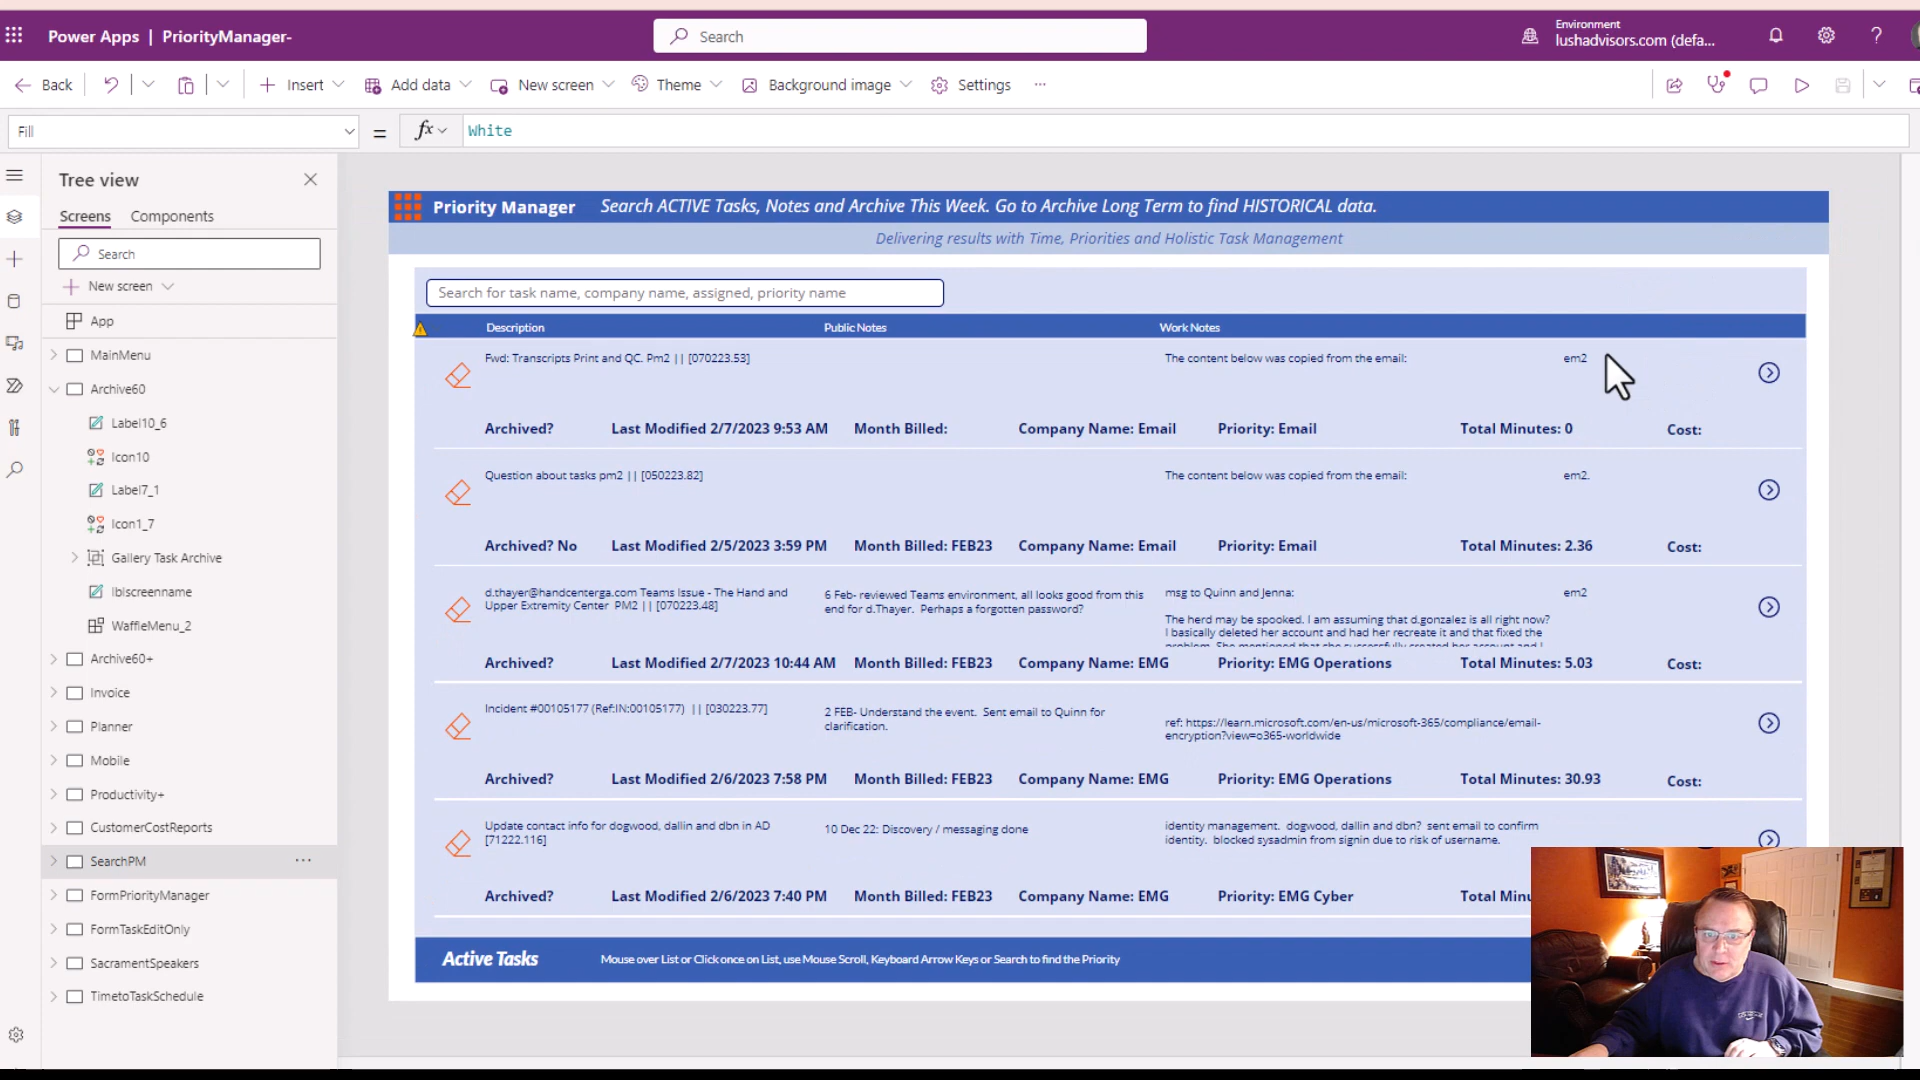 Power Apps | PriorityManager-
Search
Environment
lushadvisors.com (defa...
Back
Insert
Add data
New screen
Theme
Background image
Settings
Fill
=
fx
White
Tree view
Screens
Components
Search
New screen
App
MainMenu
Archive60
Label10_6
Icon10
Label7_1
Icon1_7
Gallery Task Archive
lblscreenname
WaffleMenu_2
Archive60+
Invoice
Planner
Mobile
Productivity+
CustomerCostReports
SearchPM
FormPriorityManager
FormTaskEditOnly
SacramentSpeakers
TimetoTaskSchedule
Priority Manager
Search ACTIVE Tasks, Notes and Archive This Week. Go to Archive Long Term to find HISTORICAL data.
Delivering results with Time, Priorities and Holistic Task Management
Search for task name, company name, assigned, priority name
Description Public Notes Work Notes
Fwd: Transcripts Print and QC. Pm2 || [070223.53]
The content below was copied from the email:
em2
Archived? Last Modified 2/7/2023 9:53 AM Month Billed: Company Name: Email Priority: Email Total Minutes: 0 Cost:
Question about tasks pm2 || [050223.82]
The content below was copied from the email:
em2.
Archived? No Last Modified 2/5/2023 3:59 PM Month Billed: FEB23 Company Name: Email Priority: Email Total Minutes: 2.36 Cost:
d.thayer@handcenterga.com Teams Issue - The Hand and
Upper Extremity Center PM2 || [070223.48]
6 Feb- reviewed Teams environment, all looks good from this
end for d.Thayer. Perhaps a forgotten password?
msg to Quinn and Jenna:
em2
The herd may be spooked. I am assuming that d.gonzalez is all right now?
I basically deleted her account and had her recreate it and that fixed the
problem. She mentioned that she successfully created her account and I
Archived? Last Modified 2/7/2023 10:44 AM Month Billed: FEB23 Company Name: EMG Priority: EMG Operations Total Minutes: 5.03 Cost:
Incident #00105177 (Ref:IN:00105177) || [030223.77]
2 FEB- Understand the event. Sent email to Quinn for
clarification.
ref: https://learn.microsoft.com/en-us/microsoft-365/compliance/email-
encryption?view=o365-worldwide
Archived? Last Modified 2/6/2023 7:58 PM Month Billed: FEB23 Company Name: EMG Priority: EMG Operations Total Minutes: 30.93 Cost:
Update contact info for dogwood, dallin and dbn in AD
[71222.116]
10 Dec 22: Discovery / messaging done
identity management. dogwood, dallin and dbn? sent email to confirm
identity. blocked sysadmin from signin due to risk of username.
Archived? Last Modified 2/6/2023 7:40 PM Month Billed: FEB23 Company Name: EMG Priority: EMG Cyber Total Minu
Active Tasks
Mouse over List or Click once on List, use Mouse Scroll, Keyboard Arrow Keys or Search to find the Priority